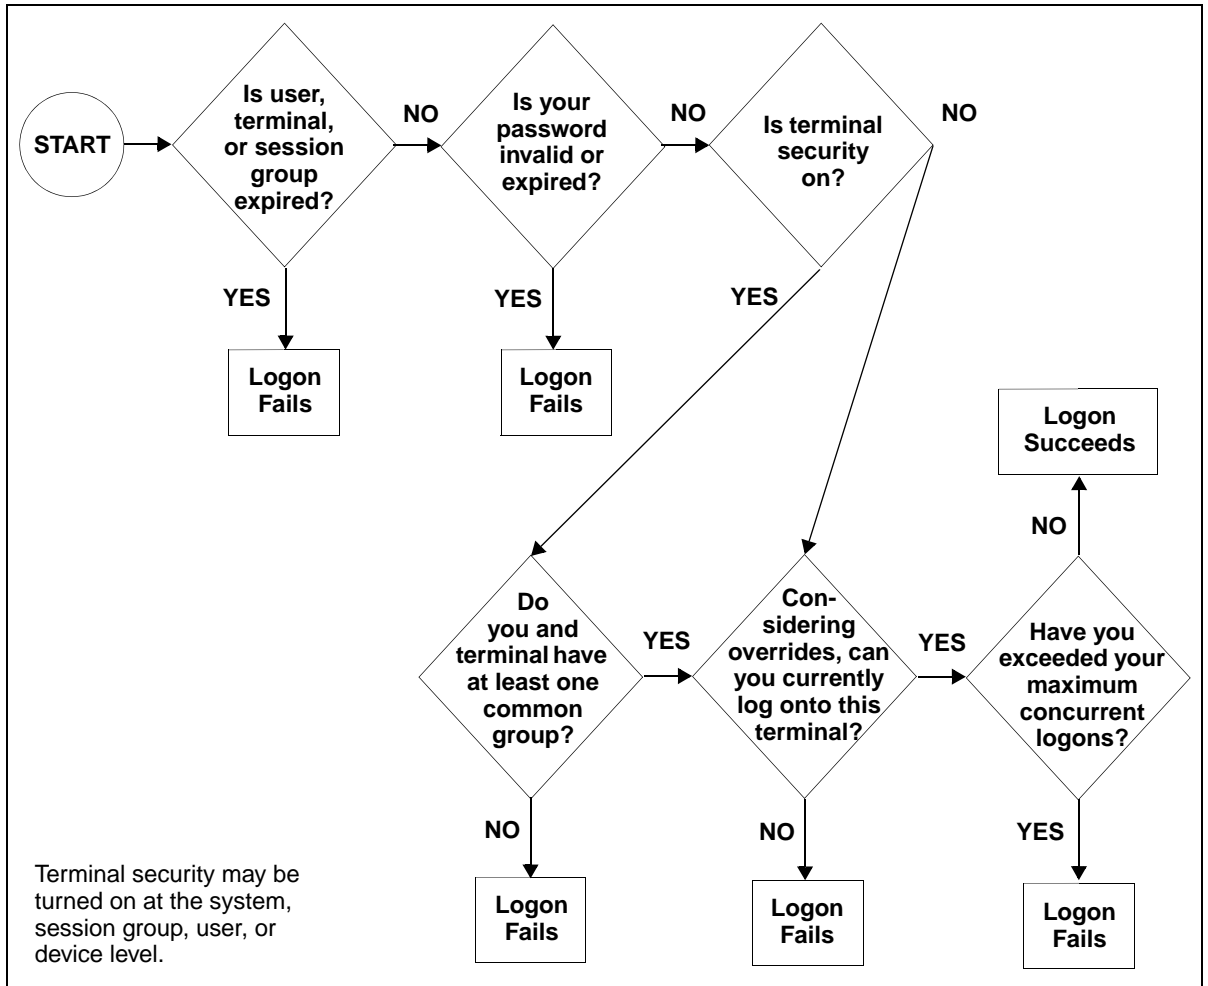 START
Is user,
terminal,
or session
group
expired?
NO
Is your
password
invalid or
expired?
NO
Is terminal
security
on?
NO
YES
YES
YES
Logon
Fails
Logon
Fails
Logon
Succeeds
NO
Do
you and
terminal have
at least one
common
group?
YES
Con-
sidering
overrides, can
you currently
log onto this
terminal?
YES
Have you
exceeded your
maximum
concurrent
logons?
NO
NO
YES
Logon
Fails
Logon
Fails
Logon
Fails
Terminal security may be
turned on at the system,
session group, user, or
device level.